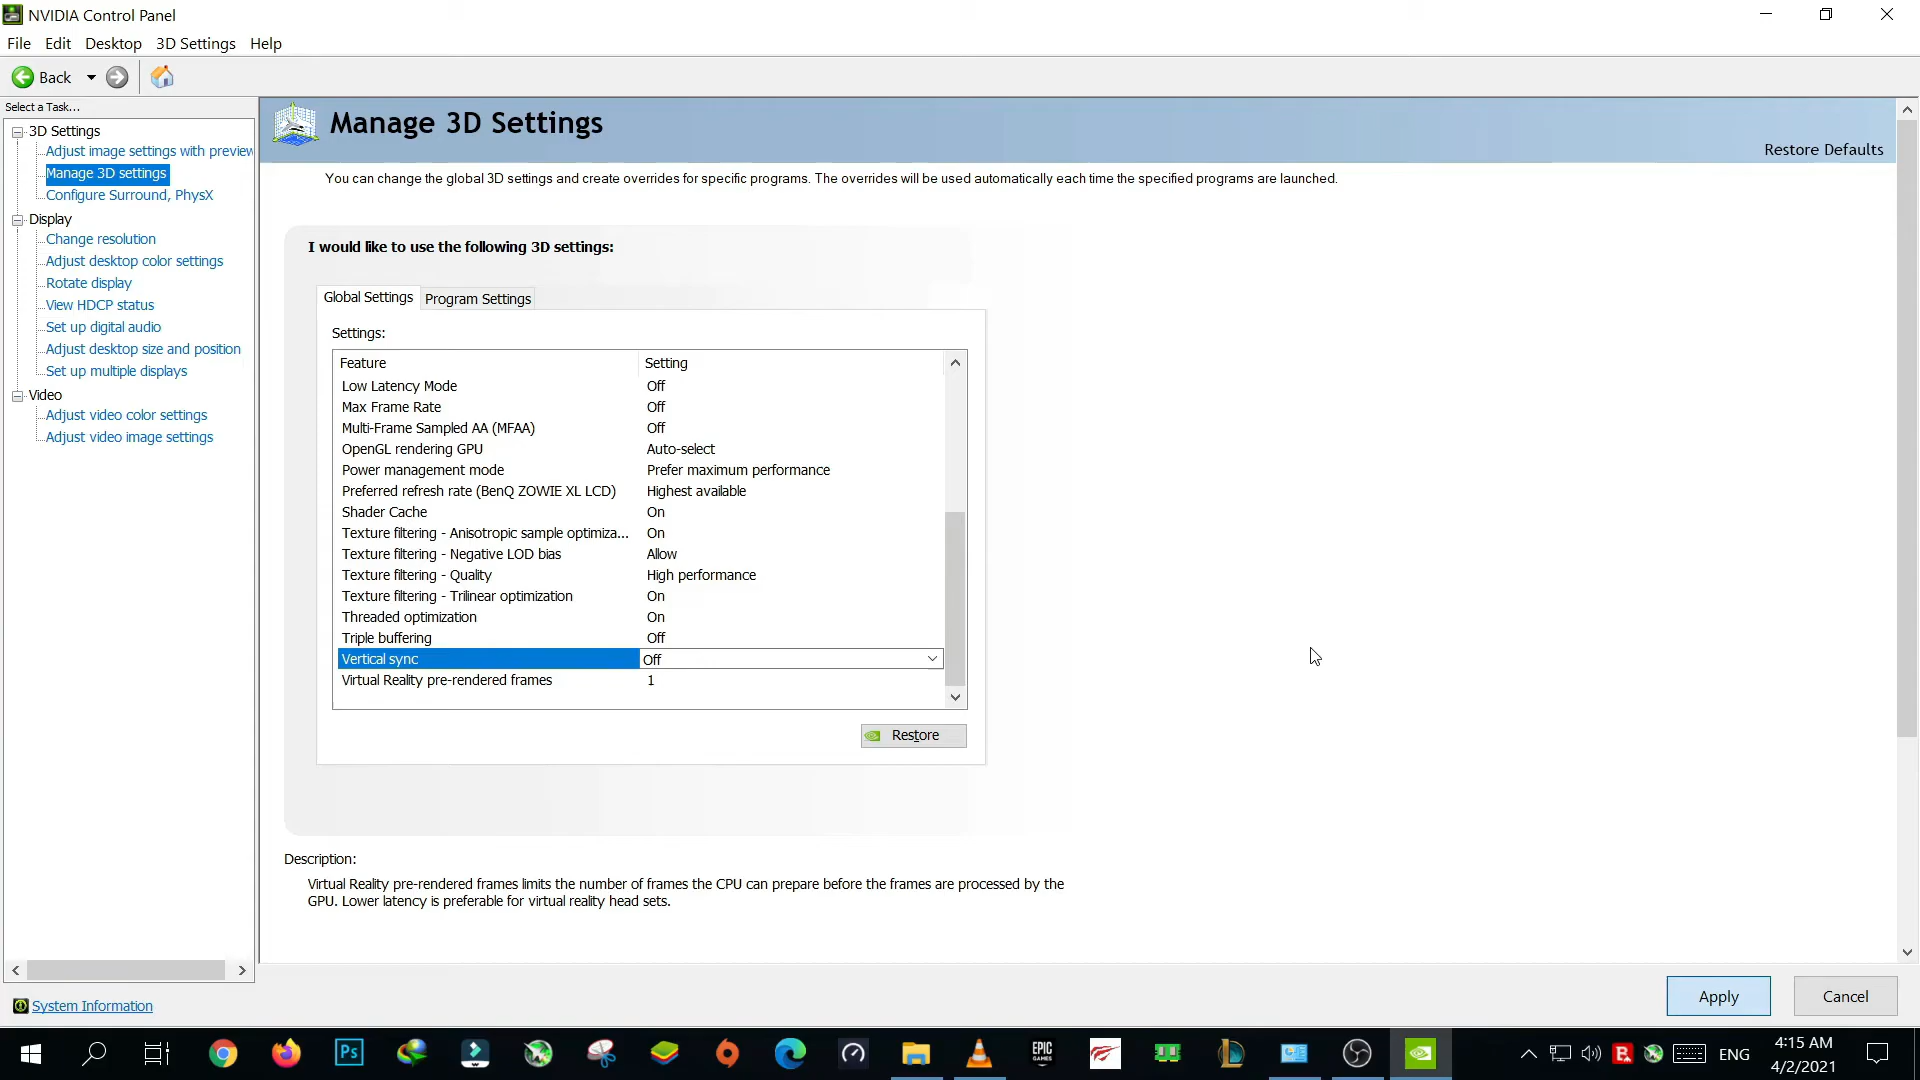 NVIDIA Control Panel
File Edit Desktop 3D Settings Help
Back
Select a Task...
3D Settings
Adjust image settings with preview
Manage 3D settings
Configure Surround, PhysX
Display
Change resolution
Adjust desktop color settings
Rotate display
View HDCP status
Set up digital audio
Adjust desktop size and position
Set up multiple displays
Video
Adjust video color settings
Adjust video image settings
System Information
Manage 3D Settings
Restore Defaults
You can change the global 3D settings and create overrides for specific programs. The overrides will be used automatically each time the specified programs are launched.
I would like to use the following 3D settings:
Global Settings Program Settings
Settings:
Feature Setting
Low Latency Mode Off
Max Frame Rate Off
Multi-Frame Sampled AA (MFAA) Off
OpenGL rendering GPU Auto-select
Power management mode Prefer maximum performance
Preferred refresh rate (BenQ ZOWIE XL LCD) Highest available
Shader Cache On
Texture filtering - Anisotropic sample optimiza... On
Texture filtering - Negative LOD bias Allow
Texture filtering - Quality High performance
Texture filtering - Trilinear optimization On
Threaded optimization On
Triple buffering Off
Vertical sync Off
Virtual Reality pre-rendered frames 1
Restore
Description:
Virtual Reality pre-rendered frames limits the number of frames the CPU can prepare before the frames are processed by the
GPU. Lower latency is preferable for virtual reality head sets.
Apply Cancel
Ps
EPIC
GAMES
ENG
4:15 AM
4/2/2021